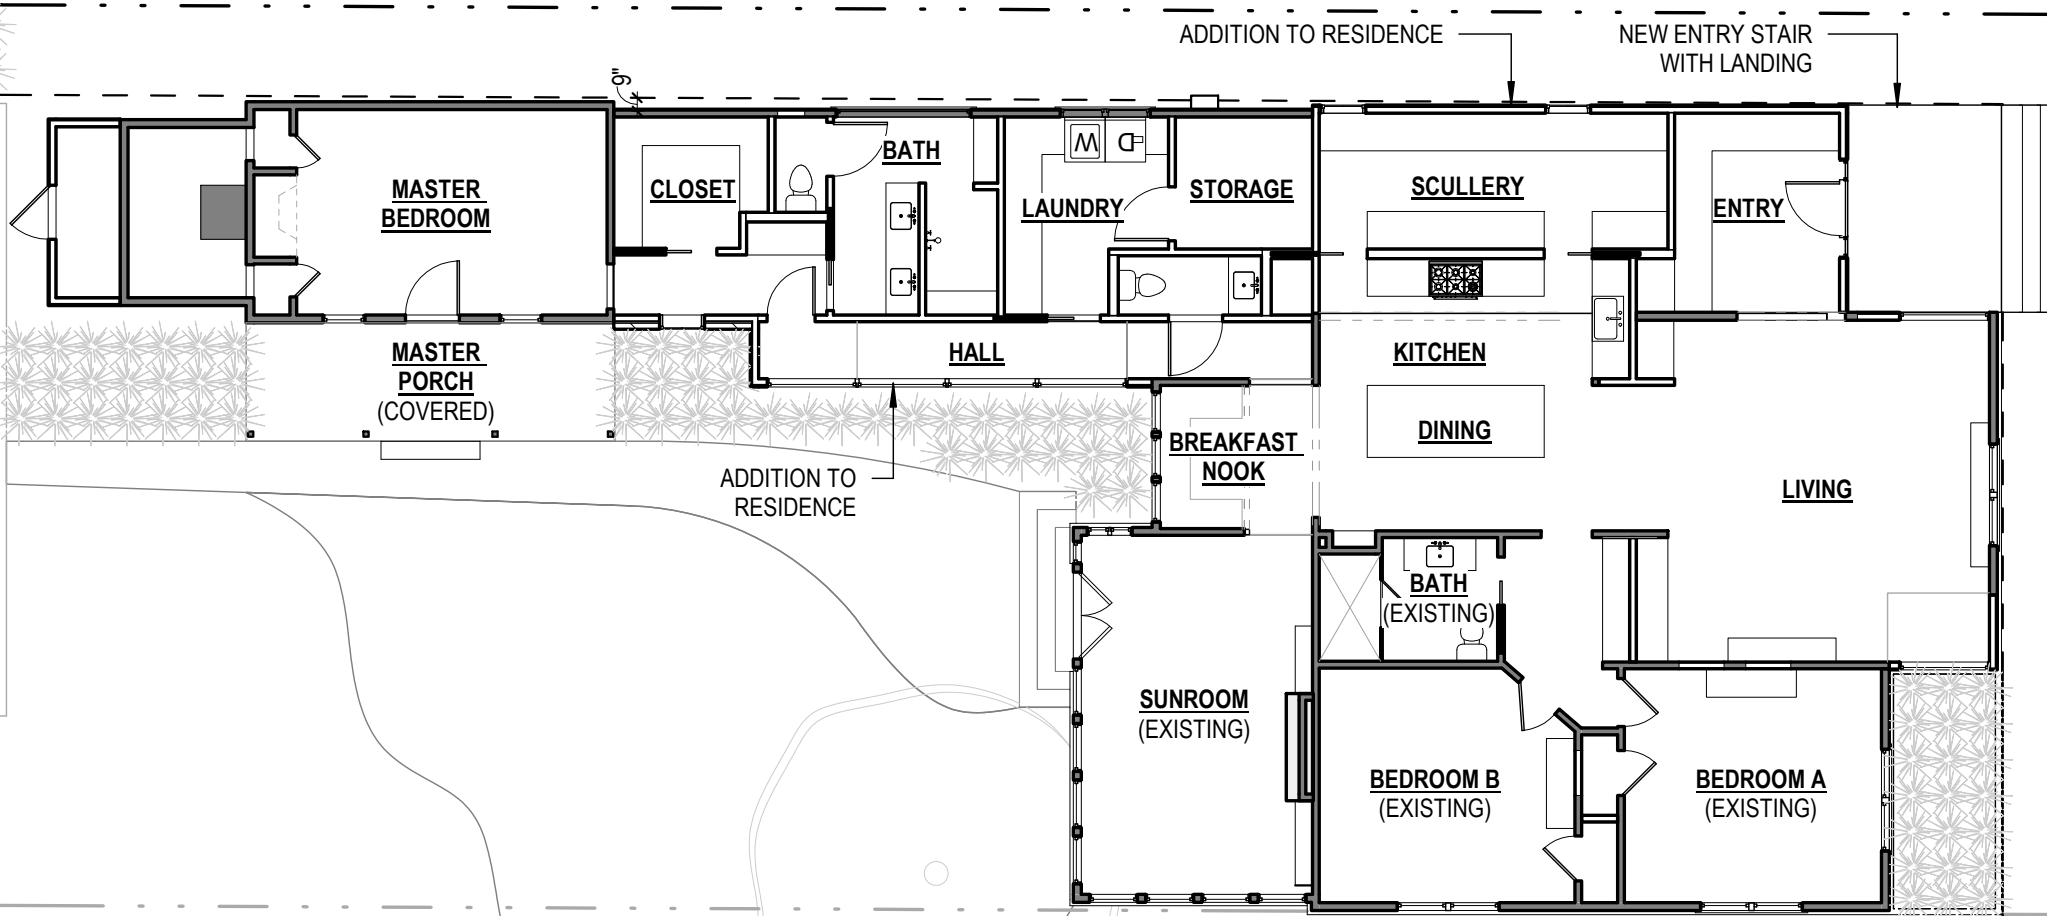 ADDITION TO RESIDENCE
NEW ENTRY STAIR
WITH LANDING
9"
MASTER
BEDROOM
CLOSET
BATH
W
D
LAUNDRY
STORAGE
SCULLERY
ENTRY
MASTER
PORCH
(COVERED)
HALL
KITCHEN
DINING
BREAKFAST
NOOK
LIVING
ADDITION TO
RESIDENCE
BATH
(EXISTING)
SUNROOM
(EXISTING)
BEDROOM B
(EXISTING)
BEDROOM A
(EXISTING)